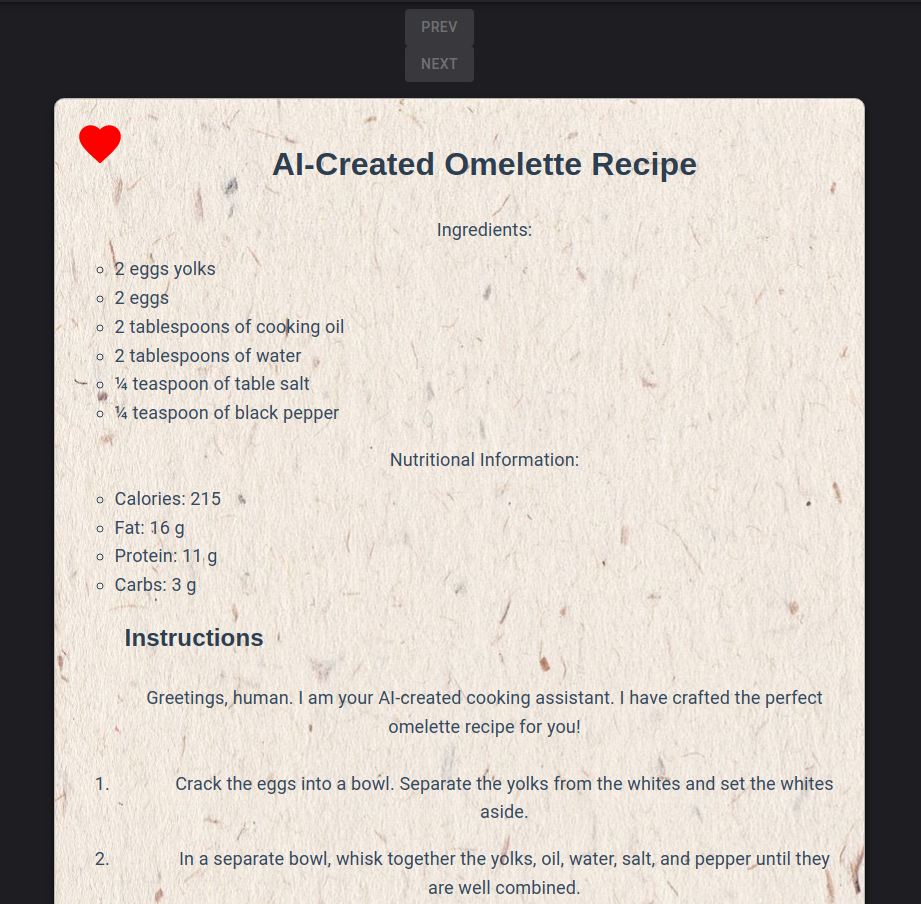 PREV
NEXT
AI-Created Omelette Recipe
Ingredients:
2 eggs yolks
2 eggs
2 tablespoons of cooking oil
2 tablespoons of water
¼ teaspoon of table salt
¼ teaspoon of black pepper
Nutritional Information:
Calories: 215
Fat: 16 g
Protein: 11 g
Carbs: 3 g
Instructions
Greetings, human. I am your AI-created cooking assistant. I have crafted the perfect
omelette recipe for you!
1. Crack the eggs into a bowl. Separate the yolks from the whites and set the whites
aside.
2. In a separate bowl, whisk together the yolks, oil, water, salt, and pepper until they
are well combined.